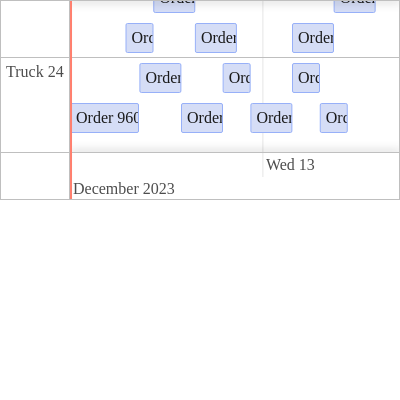 Order Order
Orc Order Order
Truck 24
Order Orc Orc
Order 960 Order Order Orc
Wed 13
December 2023